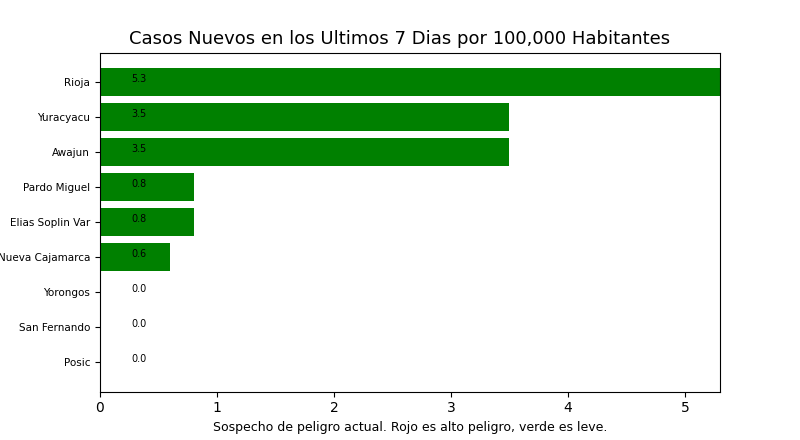 Casos Nuevos en los Ultimos 7 Dias por 100,000 Habitantes
Rioja 5.3
Yuracyacu 3.5
Awajun 3.5
Pardo Miguel 0.8
Elias Soplin Var 0.8
Nueva Cajamarca 0.6
Yorongos 0.0
San Fernando 0.0
Posic 0.0
0 1 2 3 4 5
Sospecho de peligro actual. Rojo es alto peligro, verde es leve.